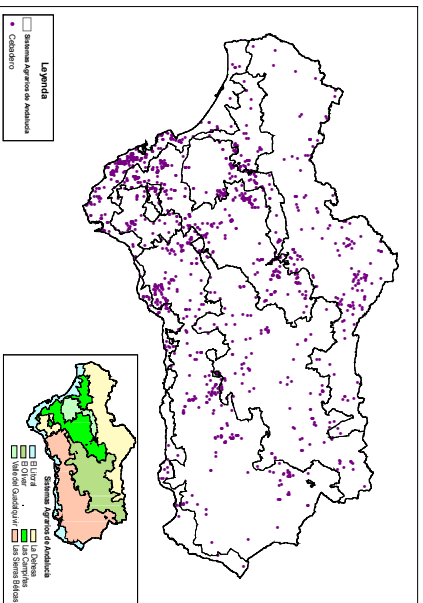 Leyenda
Sistemas Agrarios de Andalucía
Cebadero
Sistemas Agrarios de Andalucía
El Litoral
El Olivar
Valle del Guadalquivir
La Dehesa
Las Campiñas
Las Sierras Béticas